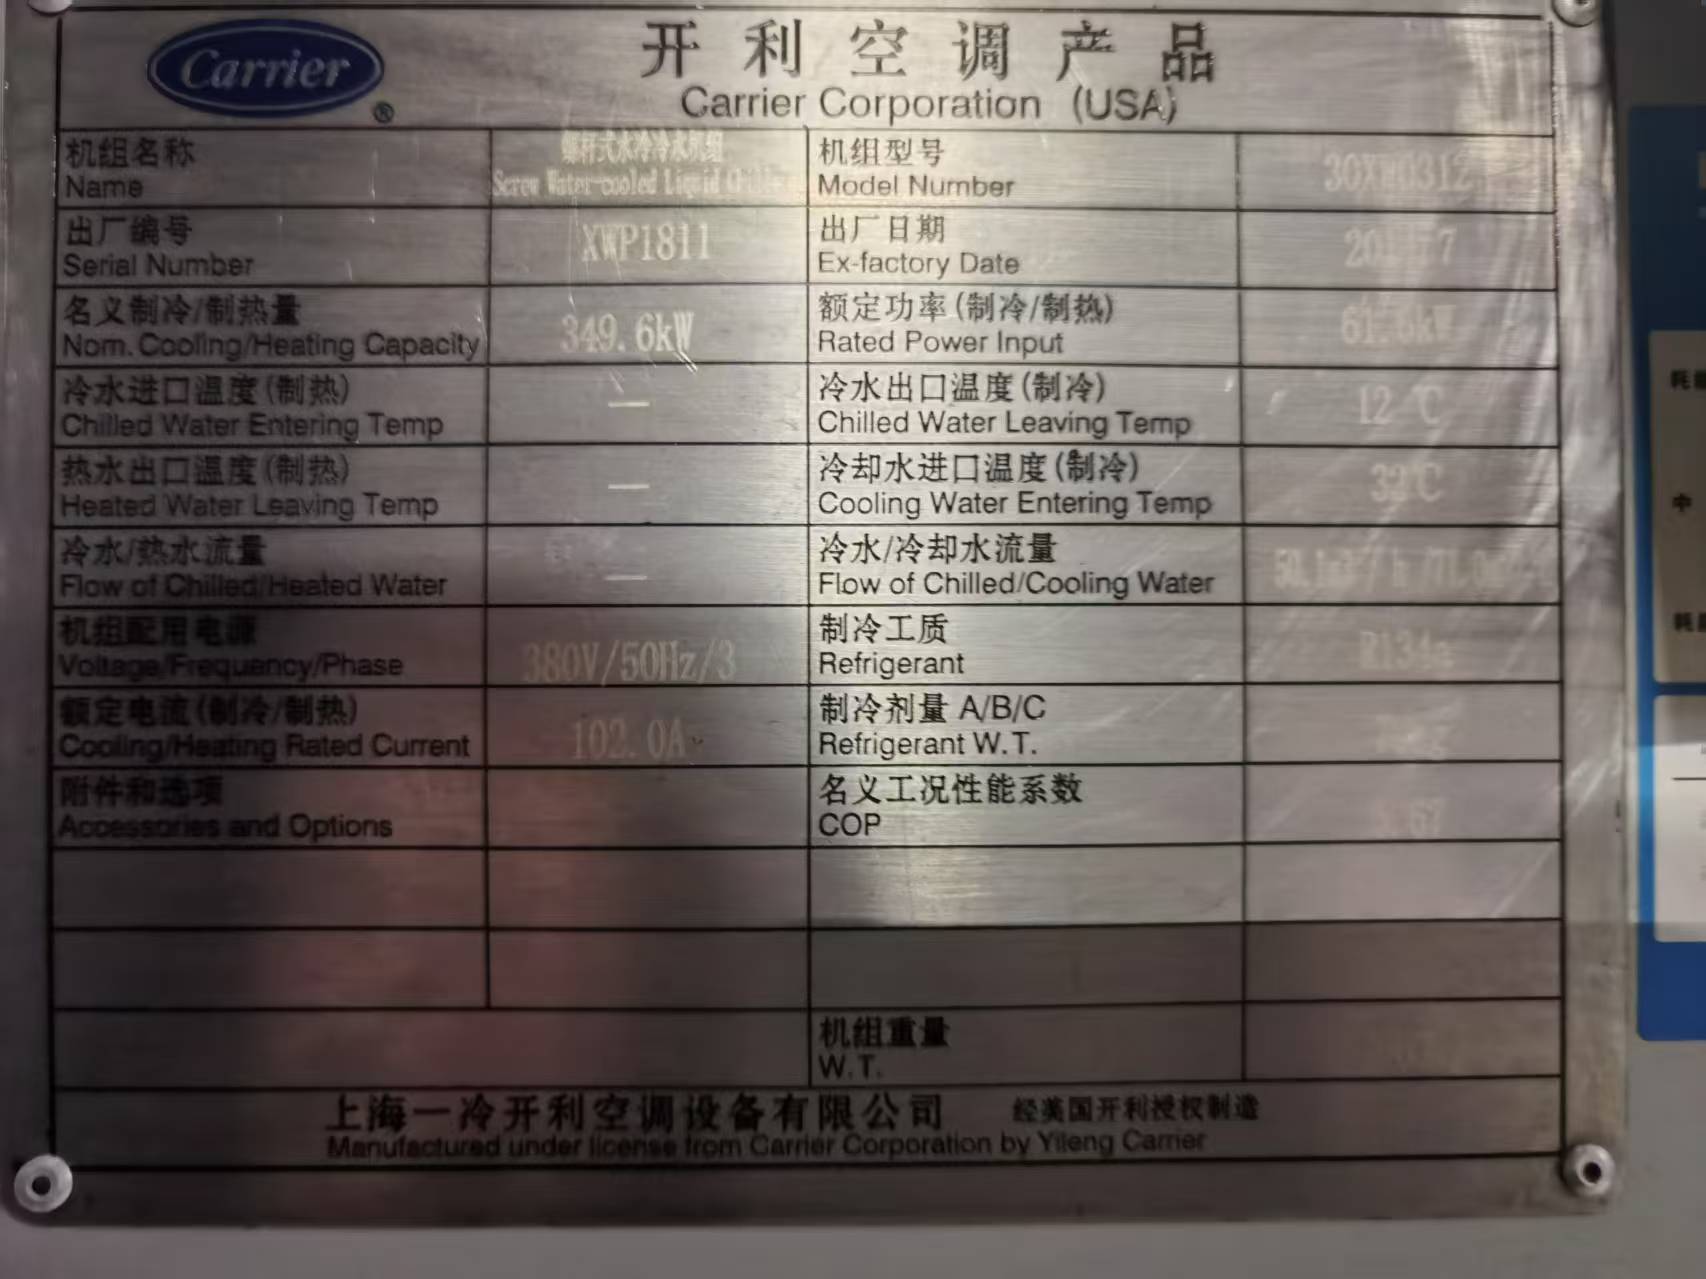 Carrier
®
开利空调产品
Carrier Corporation (USA)
机组名称
Name
螺杆式水冷冷水机组
Screw Water-cooled Liquid
机组型号
Model Number
出厂编号
Serial Number
XWP1811
出厂日期
Ex-factory Date
名义制冷/制热量
Nom. Cooling/Heating Capacity
349.6kW
额定功率(制冷/制热)
Rated Power Input
61.6kW
冷水进口温度(制热)
Chilled Water Entering Temp
—
冷水出口温度(制冷)
Chilled Water Leaving Temp
12℃
热水出口温度(制热)
Heated Water Leaving Temp
—
冷却水进口温度(制冷)
Cooling Water Entering Temp
32℃
冷水/热水流量
Flow of Chilled/Heated Water
—
冷水/冷却水流量
Flow of Chilled/Cooling Water
机组配用电源
Voltage/Frequency/Phase
380V/50Hz/3
制冷工质
Refrigerant
R134a
额定电流(制冷/制热)
Cooling/Heating Rated Current
102.0A
制冷剂量 A/B/C
Refrigerant W.T.
附件和选项
Accessories and Options
名义工况性能系数
COP
机组重量
W.T.
上海一冷开利空调设备有限公司 经美国开利授权制造
Manufactured under license from Carrier Corporation by Yileng Carrier